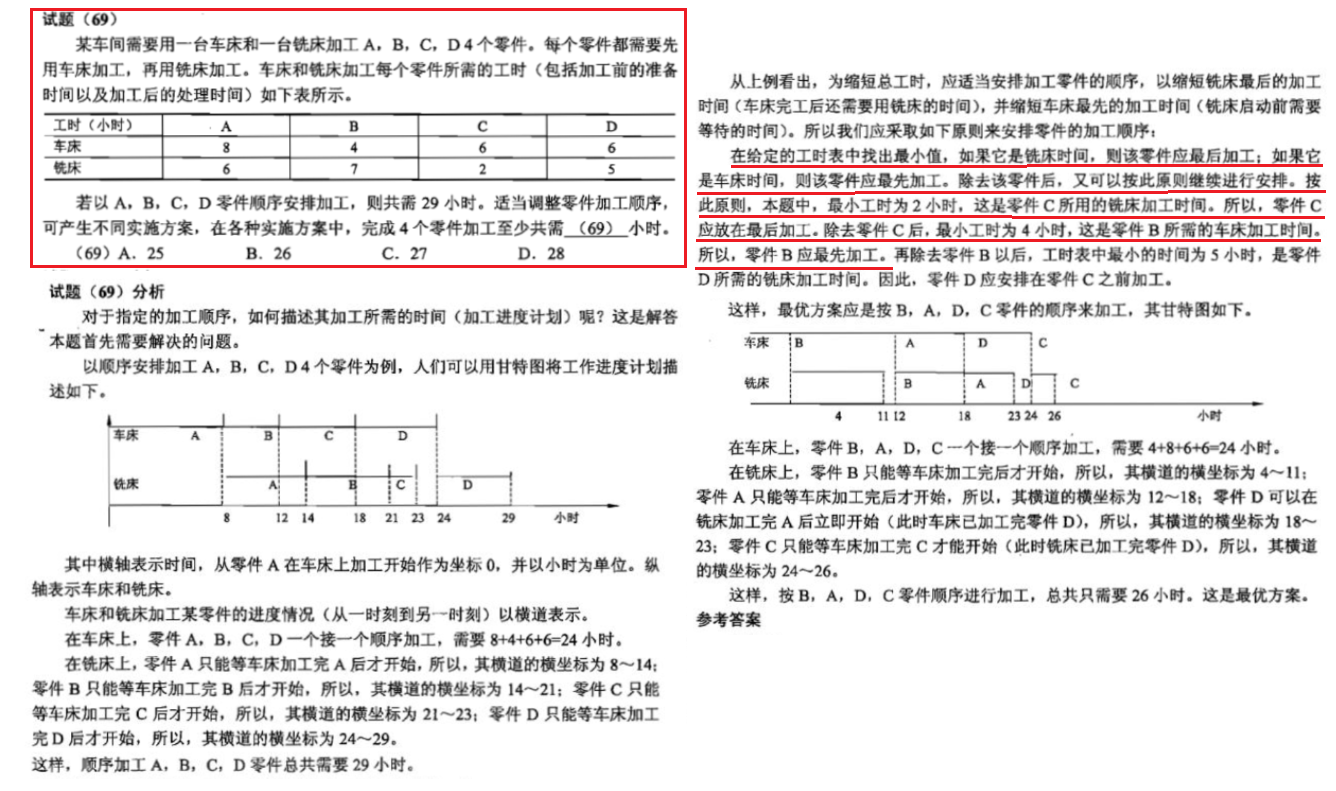 试题（69）
某车间需要用一台车床和一台铣床加工 A，B，C，D 4 个零件。每个零件都需要先
用车床加工，再用铣床加工。车床和铣床加工每个零件所需的工时（包括加工前的准备
时间以及加工后的处理时间）如下表所示。
工时（小时） A B C D
车床 8 4 6 6
铣床 6 7 2 5
若以 A，B，C，D 零件顺序安排加工，则共需 29 小时。适当调整零件加工顺序，
可产生不同实施方案，在各种实施方案中，完成 4 个零件加工至少共需 （69） 小时。
（69）A．25 B．26 C．27 D．28
试题（69）分析
对于指定的加工顺序，如何描述其加工所需的时间（加工进度计划）呢？这是解答
本题首先需要解决的问题。
以顺序安排加工 A，B，C，D 4 个零件为例，人们可以用甘特图将工作进度计划描
述如下。
车床 A B C D
铣床 A B C D
8 12 14 18 21 23 24 29 小时
其中横轴表示时间，从零件 A 在车床上加工开始作为坐标 0，并以小时为单位。纵
轴表示车床和铣床。
车床和铣床加工某零件的进度情况（从一时刻到另一时刻）以横道表示。
在车床上，零件 A，B，C，D 一个接一个顺序加工，需要 8+4+6+6=24 小时。
在铣床上，零件 A 只能等车床加工完 A 后才开始，所以，其横道的横坐标为 8～14；
零件 B 只能等车床加工完 B 后才开始，所以，其横道的横坐标为 14～21；零件 C 只能
等车床加工完 C 后才开始，所以，其横道的横坐标为 21～23；零件 D 只能等车床加工
完 D 后才开始，所以，其横道的横坐标为 24～29。
这样，顺序加工 A，B，C，D 零件总共需要 29 小时。
从上例看出，为缩短总工时，应适当安排加工零件的顺序，以缩短铣床最后的加工
时间（车床完工后还需要用铣床的时间），并缩短车床最先的加工时间（铣床启动前需要
等待的时间）。所以我们应采取如下原则来安排零件的加工顺序：
在给定的工时表中找出最小值，如果它是铣床时间，则该零件应最后加工；如果它
是车床时间，则该零件应最先加工。除去该零件后，又可以按此原则继续进行安排。按
此原则，本题中，最小工时为 2 小时，这是零件 C 所用的铣床加工时间。所以，零件 C
应放在最后加工。除去零件 C 后，最小工时为 4 小时，这是零件 B 所需的车床加工时间。
所以，零件 B 应最先加工。再除去零件 B 以后，工时表中最小的时间为 5 小时，是零件
D 所需的铣床加工时间。因此，零件 D 应安排在零件 C 之前加工。
这样，最优方案应是按 B，A，D，C 零件的顺序来加工，其甘特图如下。
车床 B A D C
铣床 B A D C
4 11 12 18 23 24 26 小时
在车床上，零件 B，A，D，C 一个接一个顺序加工，需要 4+8+6+6=24 小时。
在铣床上，零件 B 只能等车床加工完后才开始，所以，其横道的横坐标为 4～11；
零件 A 只能等车床加工完后才开始，所以，其横道的横坐标为 12～18；零件 D 可以在
铣床加工完 A 后立即开始（此时车床已加工完零件 D），所以，其横道的横坐标为 18～
23；零件 C 只能等车床加工完 C 才能开始（此时铣床已加工完零件 D），所以，其横道
的横坐标为 24～26。
这样，按 B，A，D，C 零件顺序进行加工，总共只需要 26 小时。这是最优方案。
参考答案